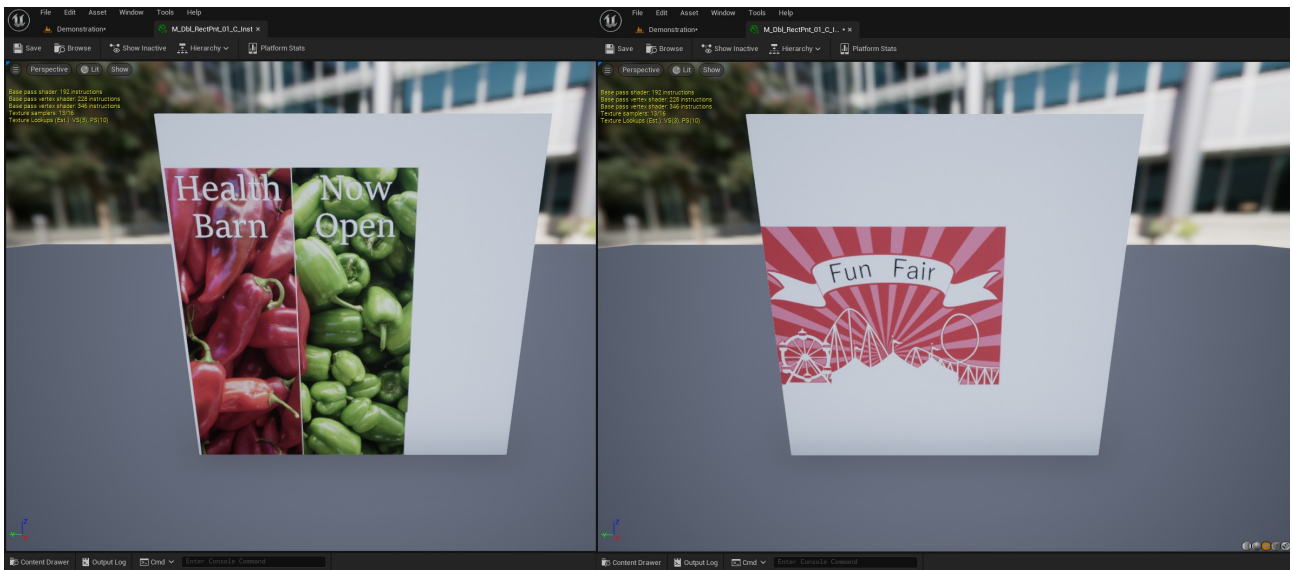 File Edit Asset Window Tools Help
Demonstration•
M_Dbl_RectPnt_01_C_Inst ×
Save Browse Show Inactive Hierarchy Platform Stats
Perspective Lit Show
Base pass shader: 192 instructions
Base pass vertex shader: 228 instructions
Base pass vertex shader: 346 instructions
Texture samplers: 13/16
Texture Lookups (Est.): VS(3), PS(10)
Health
Barn
Now
Open
Z
Y
Content Drawer Output Log Cmd Enter Console Command
File Edit Asset Window Tools Help
Demonstration•
M_Dbl_RectPnt_01_C_I... • ×
Save Browse Show Inactive Hierarchy Platform Stats
Perspective Lit Show
Base pass shader: 192 instructions
Base pass vertex shader: 228 instructions
Base pass vertex shader: 346 instructions
Texture samplers: 13/16
Texture Lookups (Est.): VS(3), PS(10)
Fun Fair
Z
Y
Content Drawer Output Log Cmd Enter Console Command